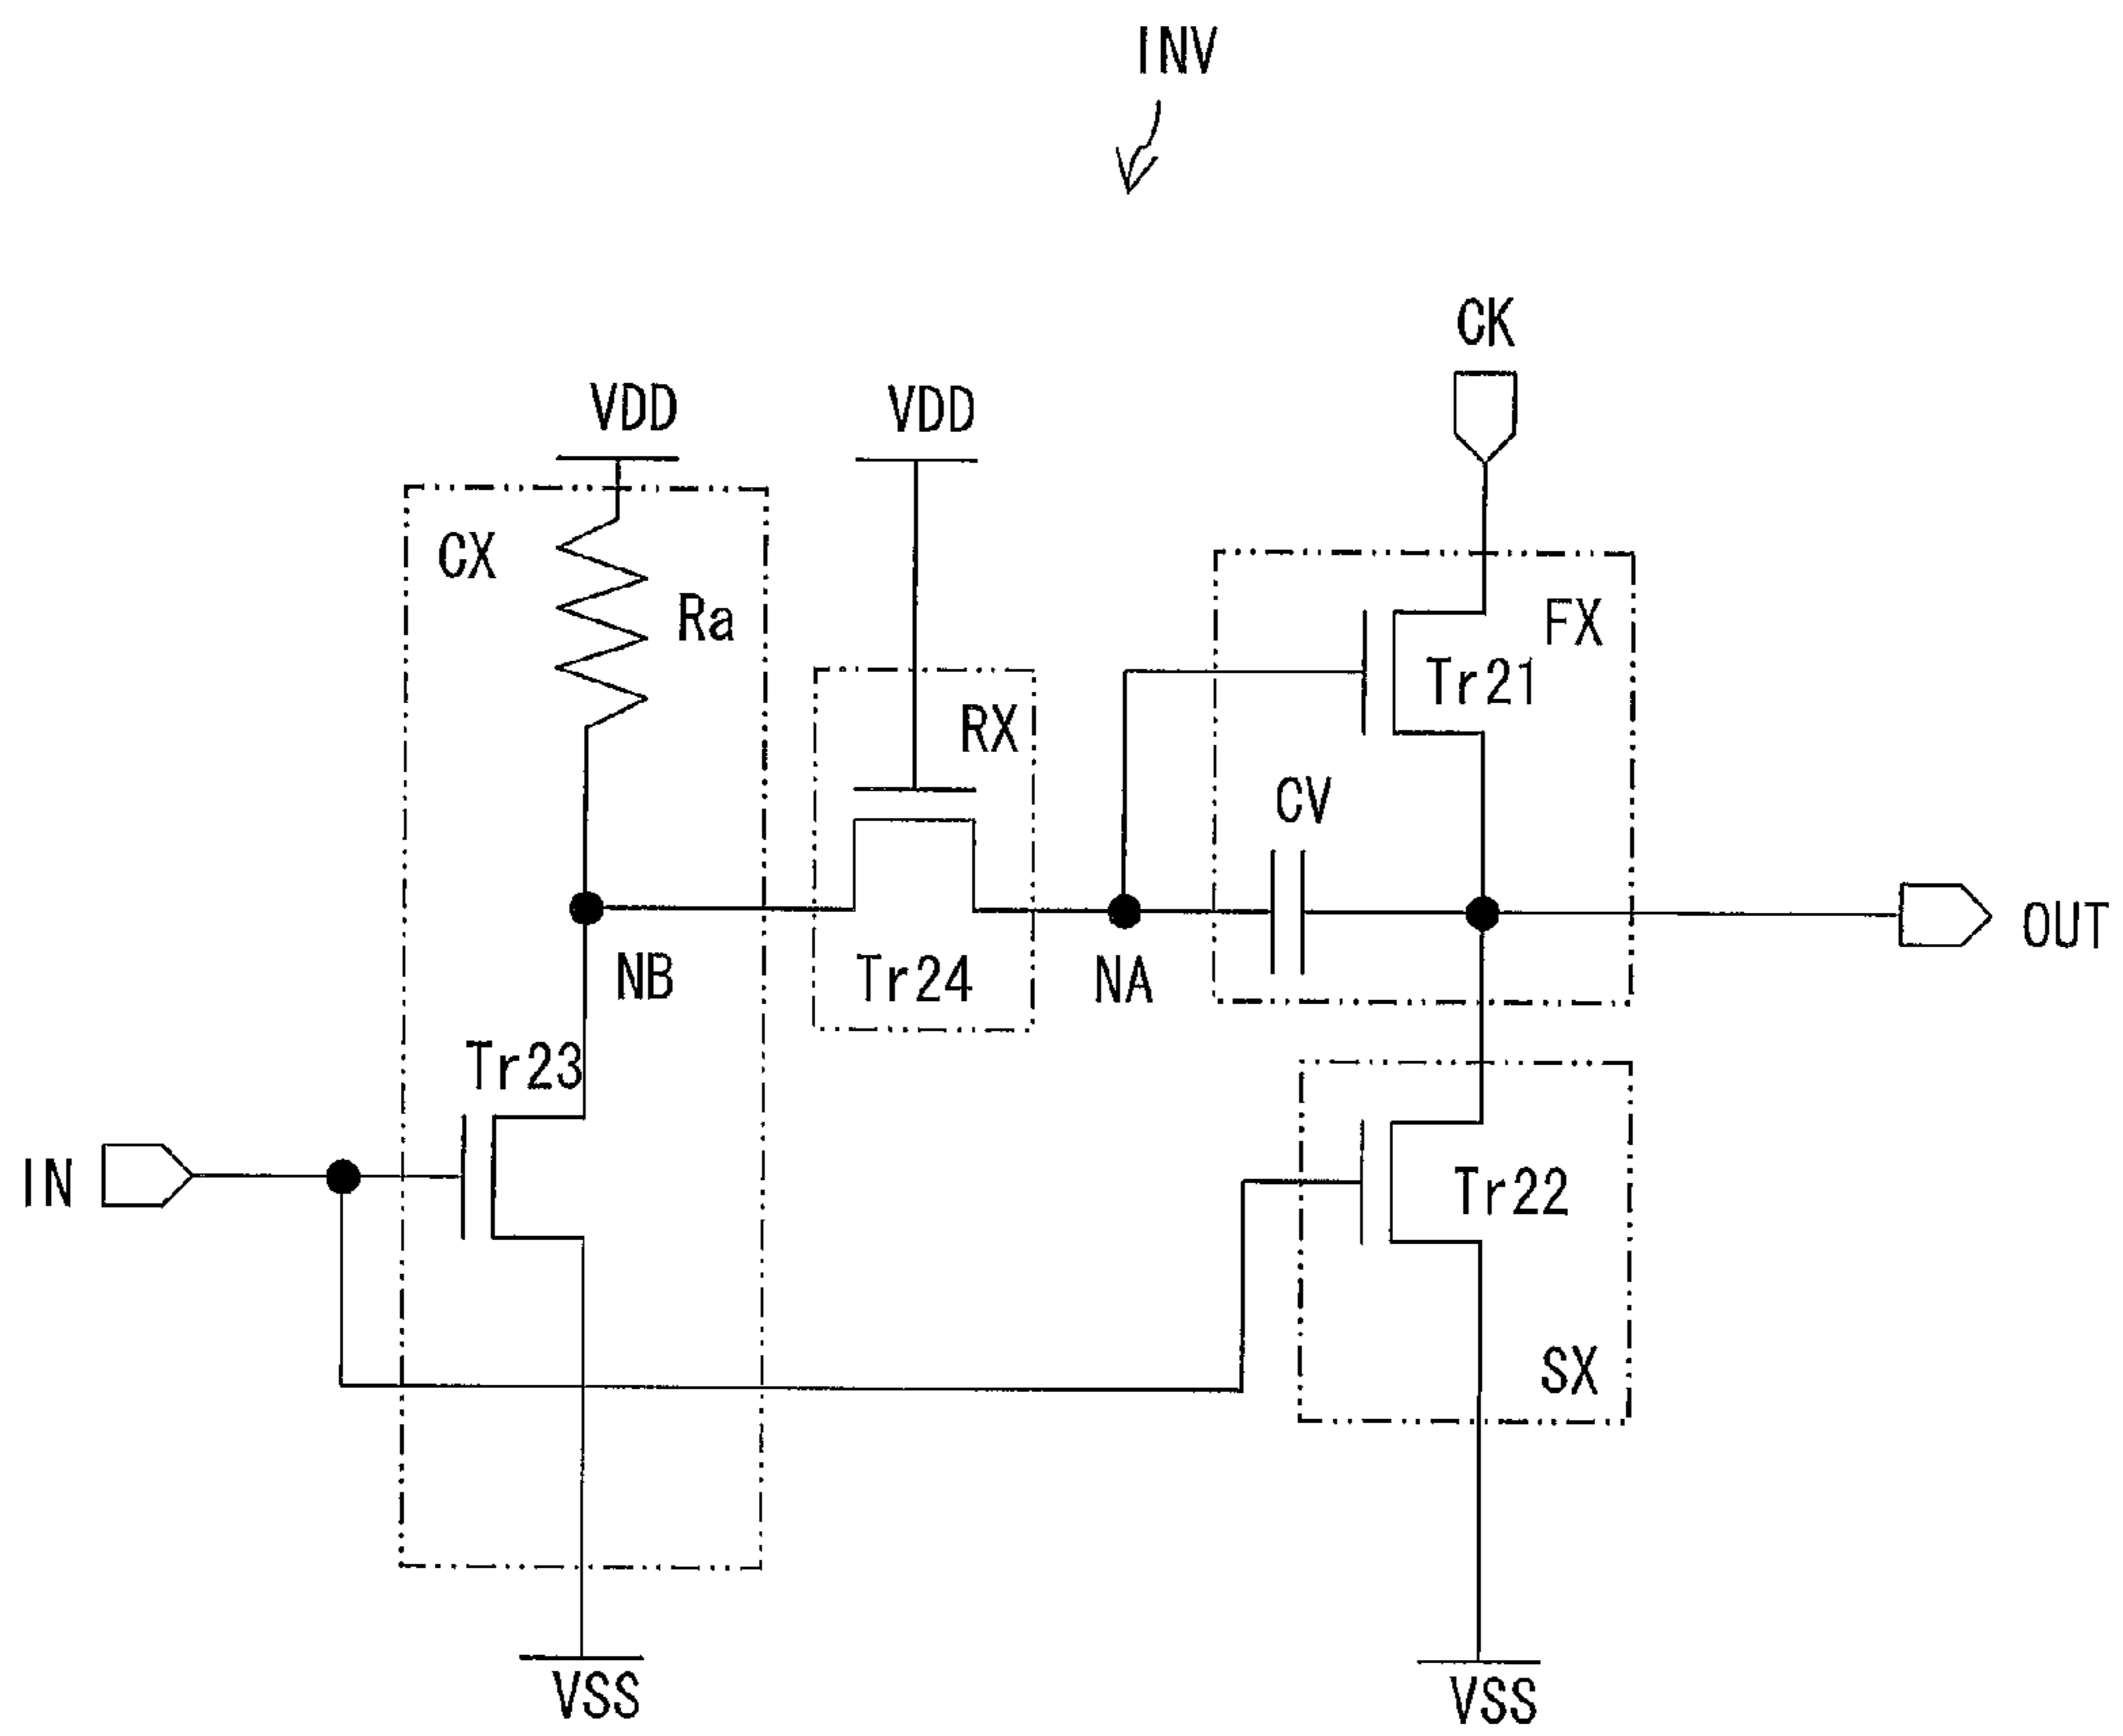 INV
CK
VDD
VDD
CX
Ra
FX
Tr21
RX
CV
NB
Tr24
NA
OUT
Tr23
IN
Tr22
SX
VSS
VSS